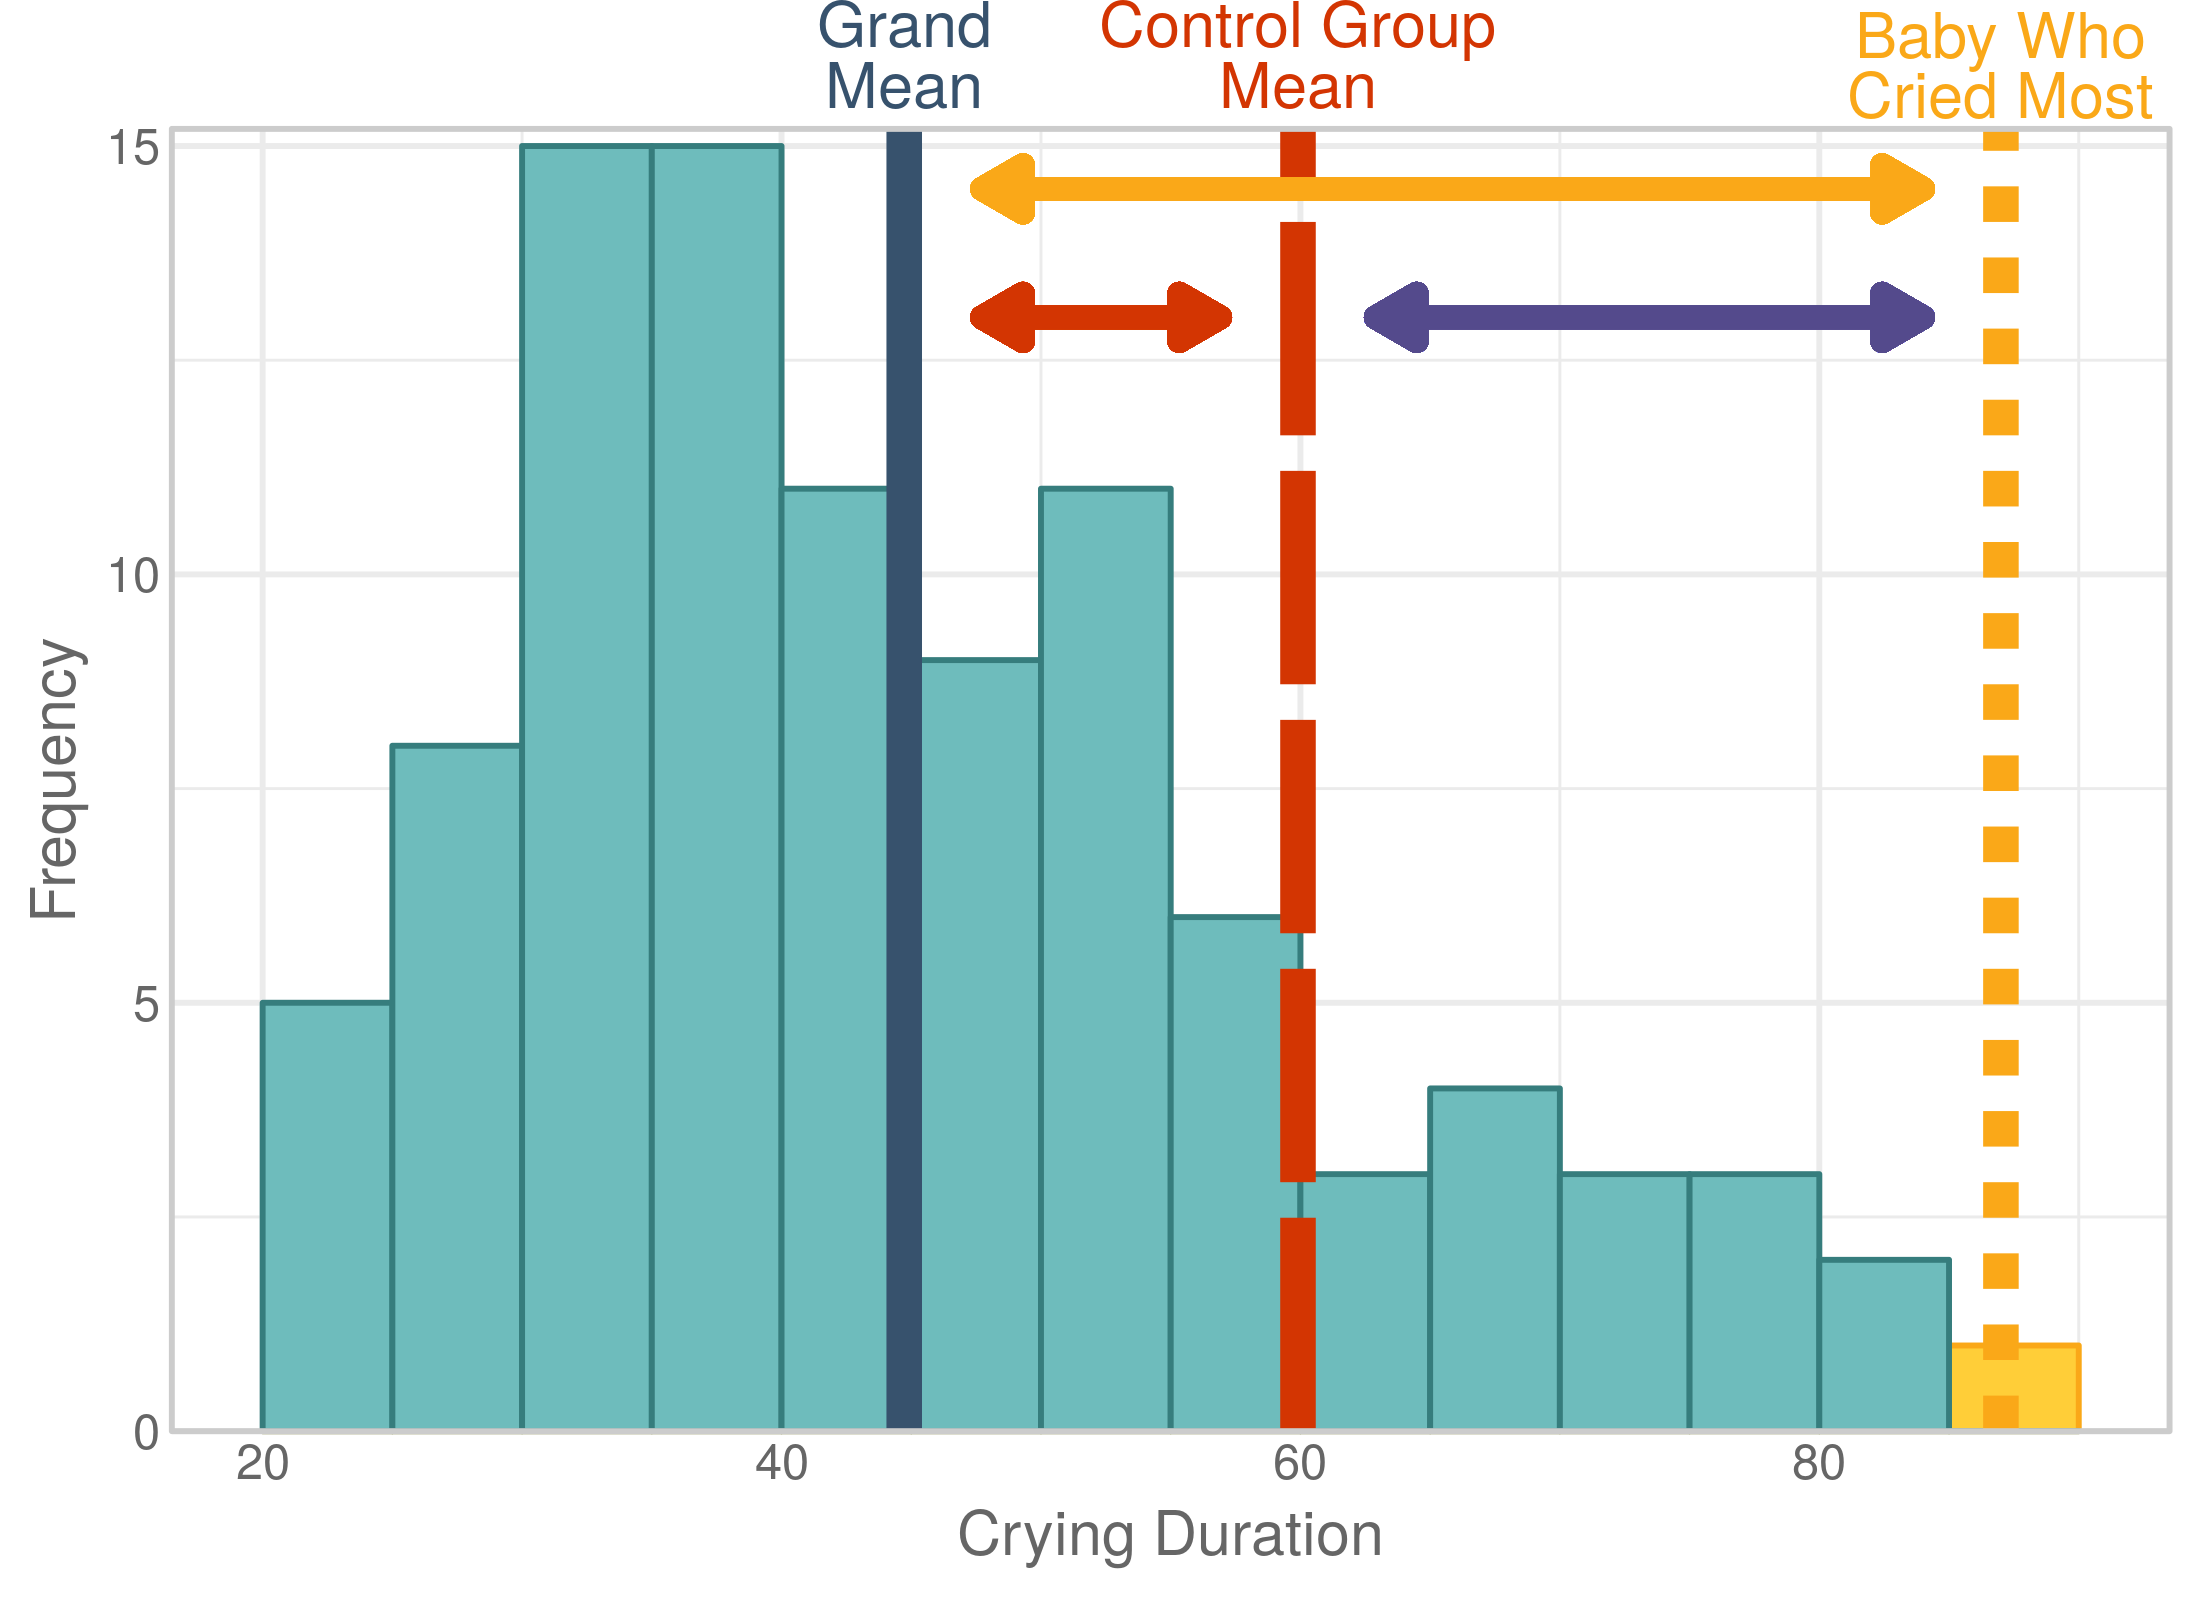 Grand
Mean
Control Group
Mean
Baby Who
Cried Most
15
10
5
0
Frequency
20
40
60
80
Crying Duration